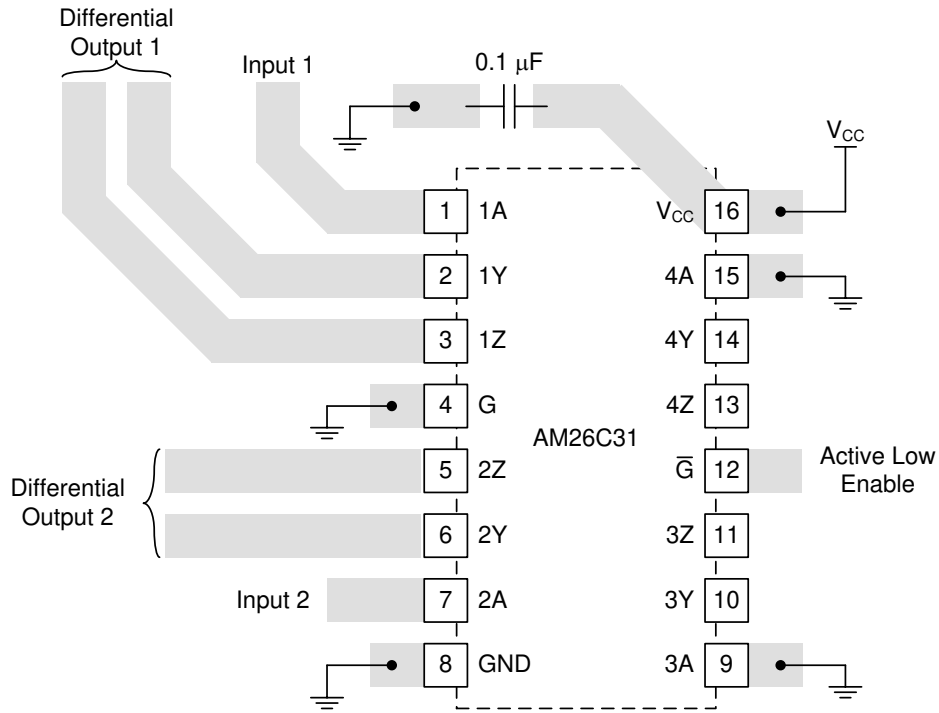 Differential
Output 1
Input 1
0.1 μF
V_CC
1 1A
V_CC 16
2 1Y
4A 15
3 1Z
4Y 14
4 G
4Z 13
AM26C31
5 2Z
G̅ 12
Active Low
Enable
Differential
Output 2
6 2Y
3Z 11
Input 2
7 2A
3Y 10
8 GND
3A 9